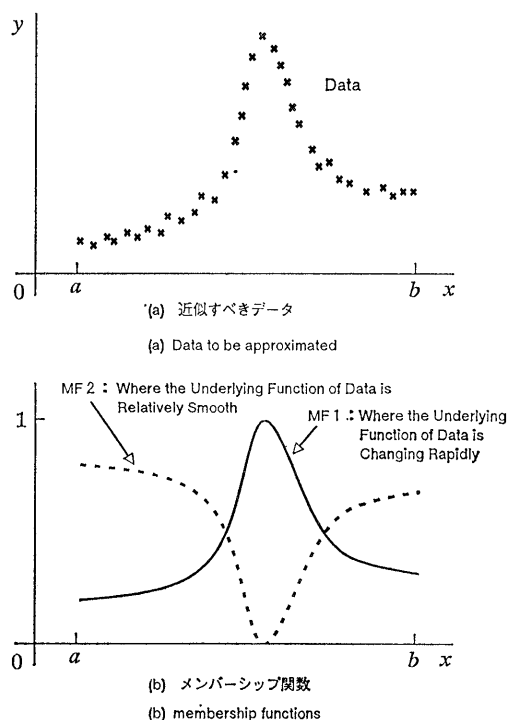 y
Data
0
a
b
x
(a) 近似すべきデータ
(a) Data to be approximated
MF 2 : Where the Underlying Function of Data is
Relatively Smooth
1
MF 1 : Where the Underlying
Function of Data is
Changing Rapidly
0
a
b
x
(b) メンバーシップ関数
(b) membership functions